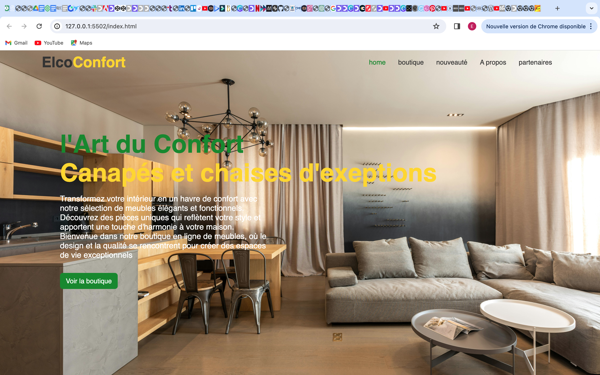 127.0.0.1:5502/index.html
Nouvelle version de Chrome disponible
Gmail YouTube Maps
ElcoConfort
home boutique nouveauté A propos partenaires
l'Art du Confort
Canapés et chaises d'exeptions
Transformez votre intérieur en un havre de confort avec
notre sélection de meubles élégants et fonctionnels.
Découvrez des pièces uniques qui reflètent votre style et
apportent une touche d'harmonie à votre maison.
Bienvenue dans notre boutique en ligne de meubles, où le
design et la qualité se rencontrent pour créer des espaces
de vie exceptionnels
Voir la boutique